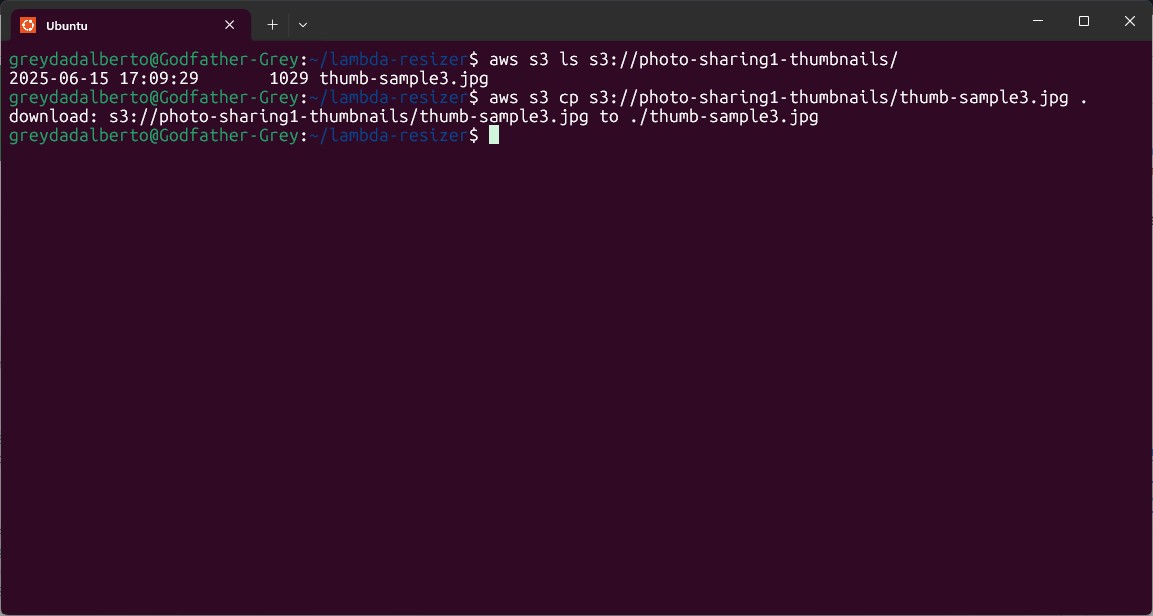 Ubuntu
greydadalberto@Godfather-Grey:~/lambda-resizer$ aws s3 ls s3://photo-sharing1-thumbnails/
2025-06-15 17:09:29       1029 thumb-sample3.jpg
greydadalberto@Godfather-Grey:~/lambda-resizer$ aws s3 cp s3://photo-sharing1-thumbnails/thumb-sample3.jpg .
download: s3://photo-sharing1-thumbnails/thumb-sample3.jpg to ./thumb-sample3.jpg
greydadalberto@Godfather-Grey:~/lambda-resizer$